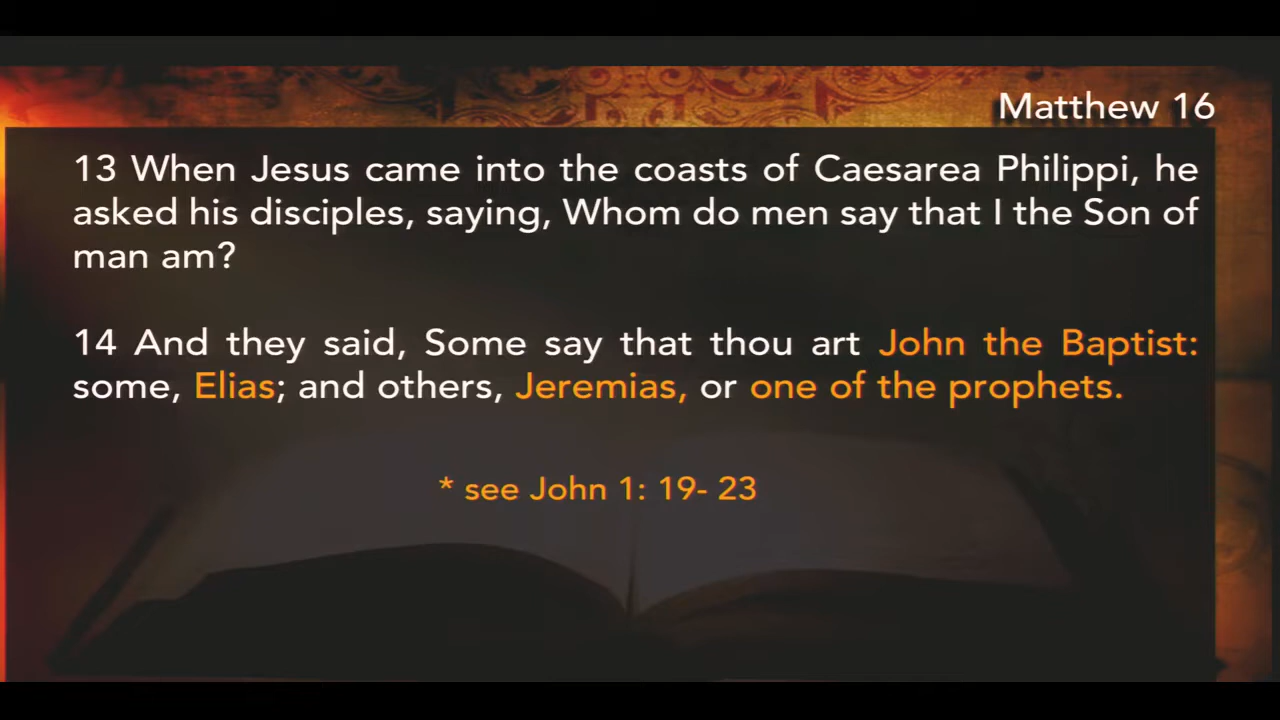 Matthew 16
13 When Jesus came into the coasts of Caesarea Philippi, he
asked his disciples, saying, Whom do men say that I the Son of
man am?
14 And they said, Some say that thou art John the Baptist:
some, Elias; and others, Jeremias, or one of the prophets.
* see John 1: 19- 23